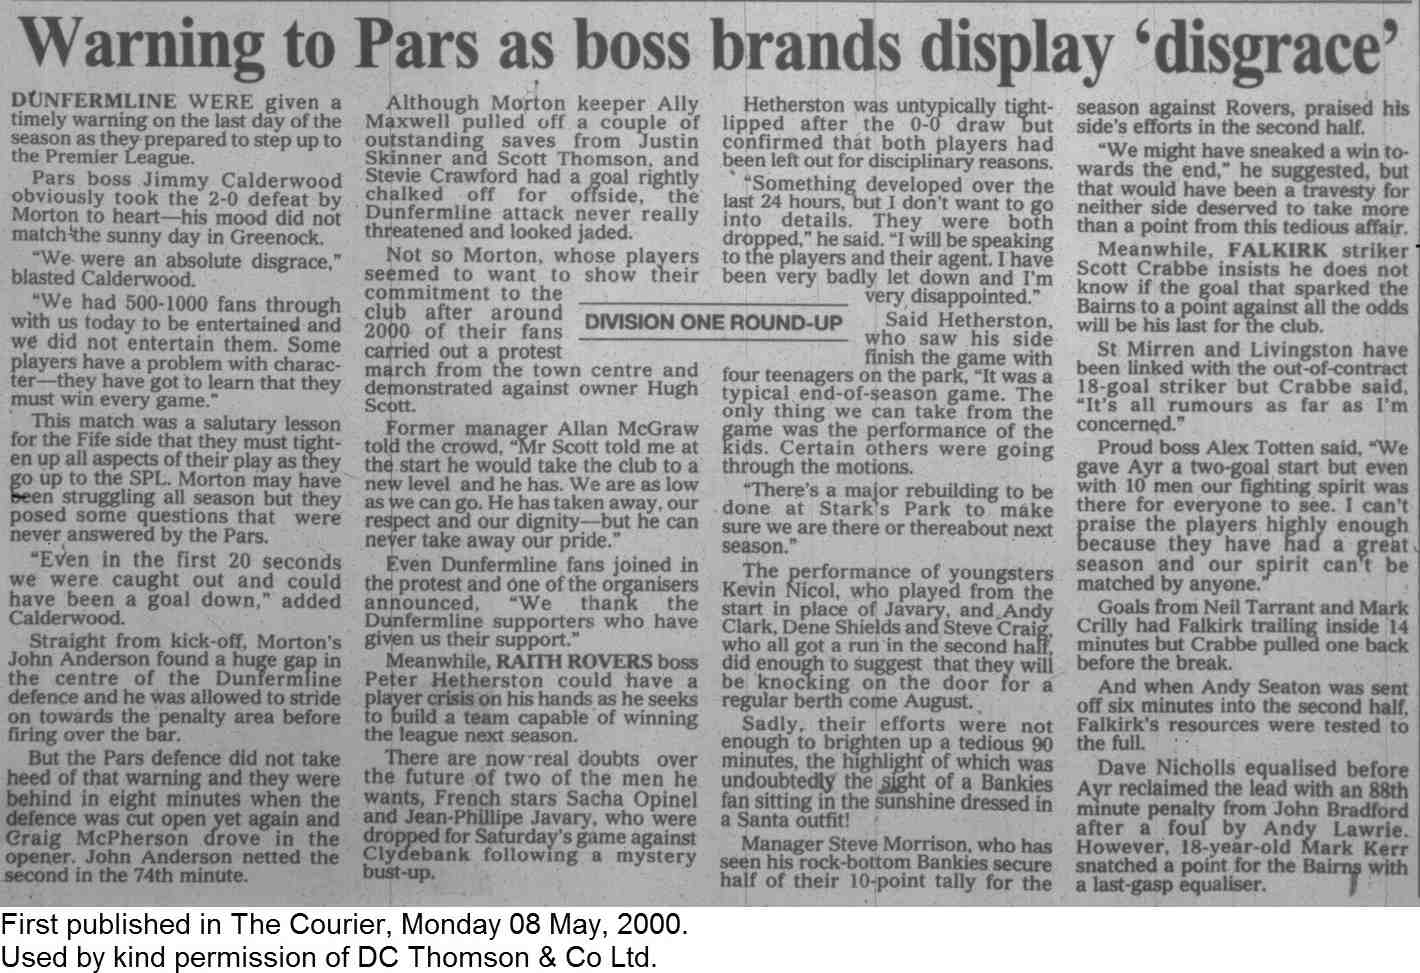 Warning to Pars as boss brands display ‘disgrace’
DUNFERMLINE WERE given a
timely warning on the last day of the
season as they prepared to step up to
the Premier League.
Pars boss Jimmy Calderwood
obviously took the 2-0 defeat by
Morton to heart—his mood did not
match the sunny day in Greenock.
“We were an absolute disgrace,”
blasted Calderwood.
“We had 500-1000 fans through
with us today to be entertained and
we did not entertain them. Some
players have a problem with charac-
ter—they have got to learn that they
must win every game.”
This match was a salutary lesson
for the Fife side that they must tight-
en up all aspects of their play as they
go up to the SPL. Morton may have
been struggling all season but they
posed some questions that were
never answered by the Pars.
“Even in the first 20 seconds
we were caught out and could
have been a goal down,” added
Calderwood.
Straight from kick-off, Morton's
John Anderson found a huge gap in
the centre of the Dunfermline
defence and he was allowed to stride
on towards the penalty area before
firing over the bar.
But the Pars defence did not take
heed of that warning and they were
behind in eight minutes when the
defence was cut open yet again and
Craig McPherson drove in the
opener. John Anderson netted the
second in the 74th minute.
Although Morton keeper Ally
Maxwell pulled off a couple of
outstanding saves from Justin
Skinner and Scott Thomson, and
Stevie Crawford had a goal rightly
chalked off for offside, the
Dunfermline attack never really
threatened and looked jaded.
Not so Morton, whose players
seemed to want to show their
commitment to the
club after around
2000 of their fans
carried out a protest
march from the town centre and
demonstrated against owner Hugh
Scott.
Former manager Allan McGraw
told the crowd, “Mr Scott told me at
the start he would take the club to a
new level and he has. We are as low
as we can go. He has taken away, our
respect and our dignity—but he can
never take away our pride.”
Even Dunfermline fans joined in
the protest and one of the organisers
announced, “We thank the
Dunfermline supporters who have
given us their support.”
Meanwhile, RAITH ROVERS boss
Peter Hetherston could have a
player crisis on his hands as he seeks
to build a team capable of winning
the league next season.
There are now real doubts over
the future of two of the men he
wants, French stars Sacha Opinel
and Jean-Phillipe Javary, who were
dropped for Saturday's game against
Clydebank following a mystery
bust-up.
DIVISION ONE ROUND-UP
Hetherston was untypically tight-
lipped after the 0-0 draw but
confirmed that both players had
been left out for disciplinary reasons.
“Something developed over the
last 24 hours, but I don't want to go
into details. They were both
dropped,” he said. “I will be speaking
to the players and their agent. I have
been very badly let down and I'm
very disappointed.”
Said Hetherston,
who saw his side
finish the game with
four teenagers on the park, “It was a
typical end-of-season game. The
only thing we can take from the
game was the performance of the
kids. Certain others were going
through the motions.
“There's a major rebuilding to be
done at Stark's Park to make
sure we are there or thereabout next
season.”
The performance of youngsters
Kevin Nicol, who played from the
start in place of Javary, and Andy
Clark, Dene Shields and Steve Craig,
who all got a run in the second half,
did enough to suggest that they will
be knocking on the door for a
regular berth come August.
Sadly, their efforts were not
enough to brighten up a tedious 90
minutes, the highlight of which was
undoubtedly the sight of a Bankies
fan sitting in the sunshine dressed in
a Santa outfit!
Manager Steve Morrison, who has
seen his rock-bottom Bankies secure
half of their 10-point tally for the
season against Rovers, praised his
side's efforts in the second half.
“We might have sneaked a win to-
wards the end,” he suggested, but
that would have been a travesty for
neither side deserved to take more
than a point from this tedious affair.
Meanwhile, FALKIRK striker
Scott Crabbe insists he does not
know if the goal that sparked the
Bairns to a point against all the odds
will be his last for the club.
St Mirren and Livingston have
been linked with the out-of-contract
18-goal striker but Crabbe said,
“It's all rumours as far as I'm
concerned.”
Proud boss Alex Totten said, “We
gave Ayr a two-goal start but even
with 10 men our fighting spirit was
there for everyone to see. I can't
praise the players highly enough
because they have had a great
season and our spirit can't be
matched by anyone.”
Goals from Neil Tarrant and Mark
Crilly had Falkirk trailing inside 14
minutes but Crabbe pulled one back
before the break.
And when Andy Seaton was sent
off six minutes into the second half,
Falkirk's resources were tested to
the full.
Dave Nicholls equalised before
Ayr reclaimed the lead with an 88th
minute penalty from John Bradford
after a foul by Andy Lawrie.
However, 18-year-old Mark Kerr
snatched a point for the Bairns with
a last-gasp equaliser.
First published in The Courier, Monday 08 May, 2000.
Used by kind permission of DC Thomson & Co Ltd.